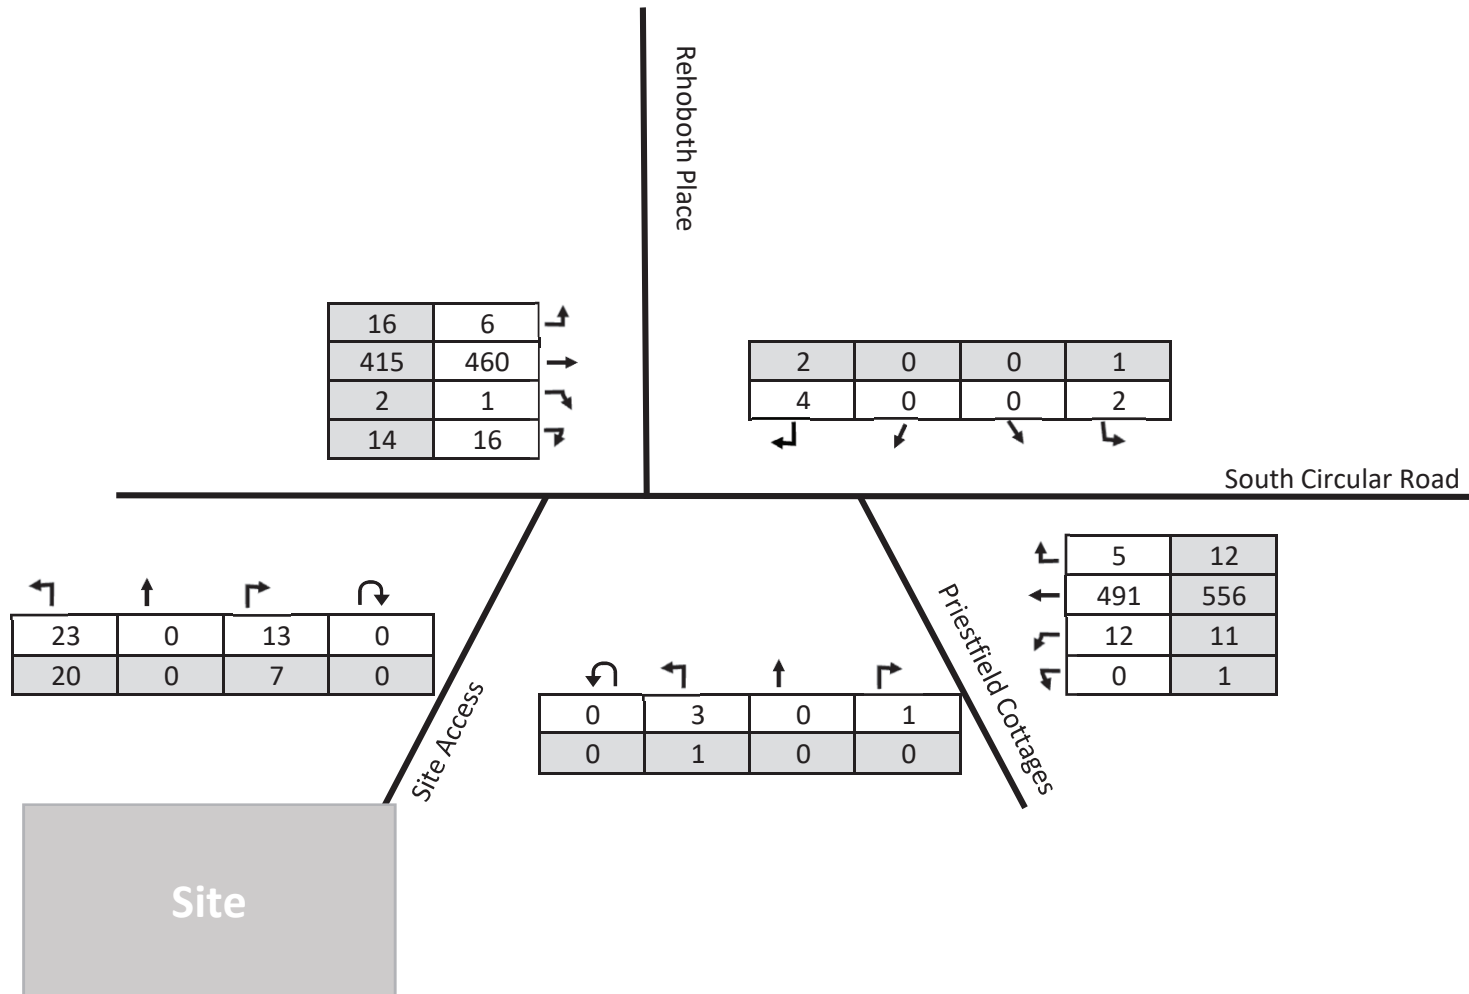 Rehoboth Place
16 6
415 460
2 1
14 16
2 0 0 1
4 0 0 2
South Circular Road
5 12
491 556
12 11
0 1
23 0 13 0
20 0 7 0
Site Access
0 3 0 1
0 1 0 0
Priestfield Cottages
Site